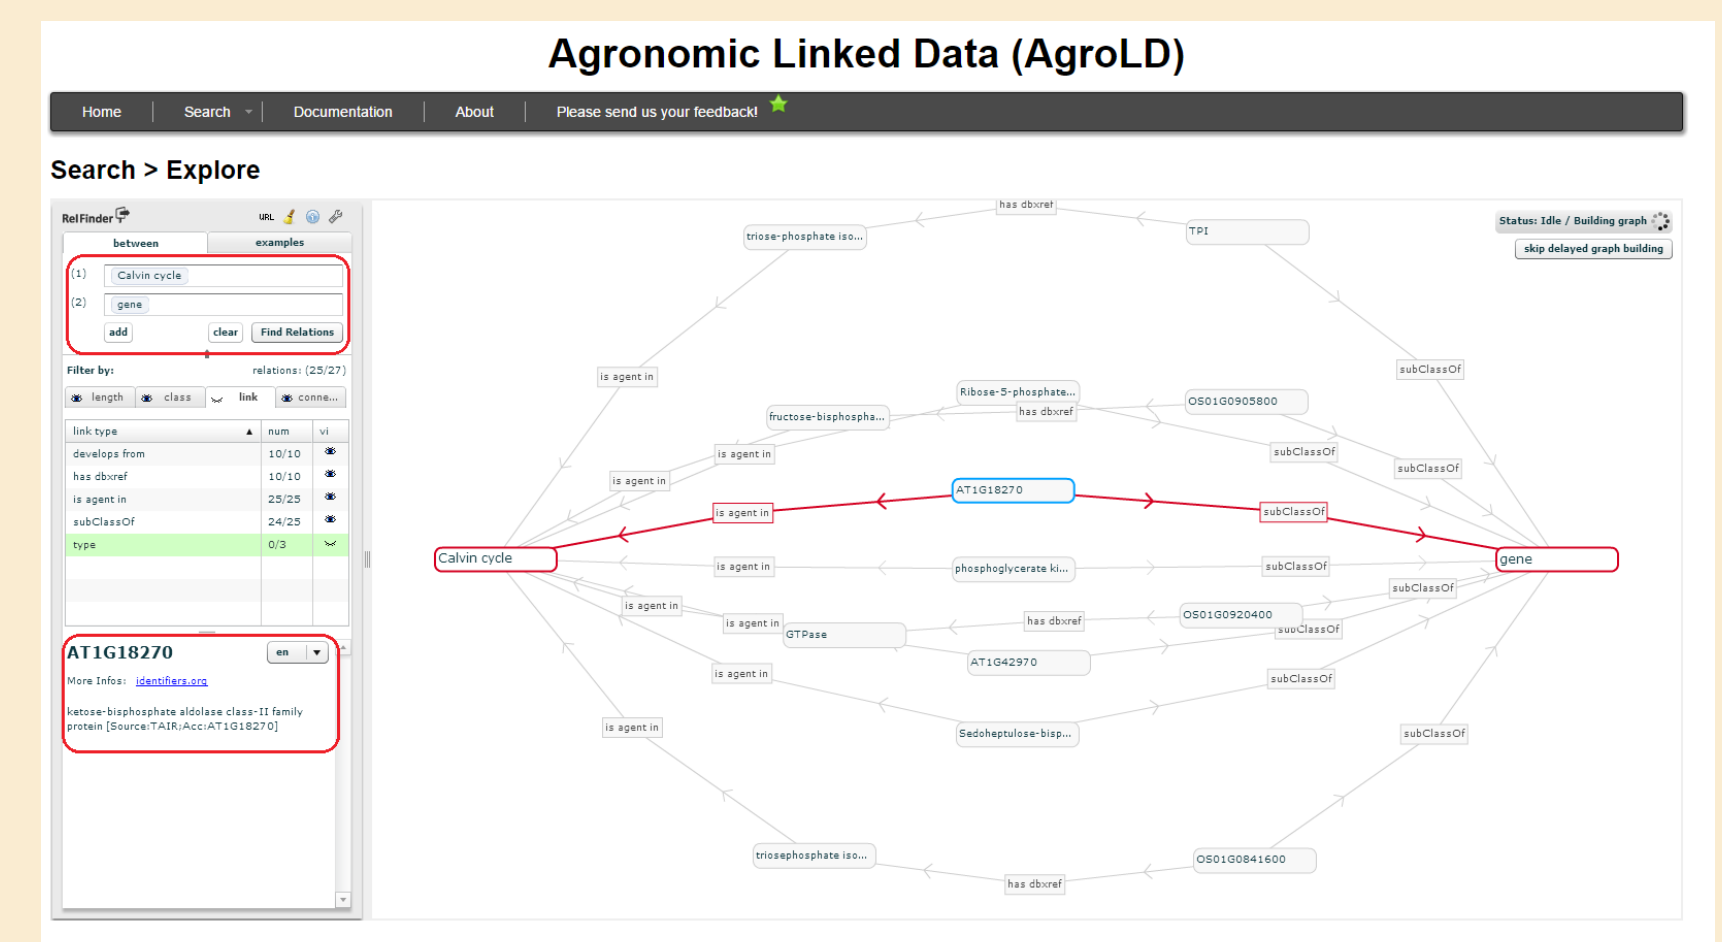 Agronomic Linked Data (AgroLD)
Home Search Documentation About Please send us your feedback!
Search > Explore
RelFinder URL
between examples
(1) Calvin cycle
(2) gene
add clear Find Relations
Filter by: relations: (25/27)
length class link conne...
link type num vi
develops from 10/10
has dbxref 10/10
is agent in 25/25
subClassOf 24/25
type 0/3
AT1G18270 en
More Infos: identifiers.org
ketose-bisphosphate aldolase class-II family
protein [Source:TAIR;Acc:AT1G18270]
Status: Idle / Building graph
skip delayed graph building
has dbxref
triose-phosphate iso... TPI
is agent in subClassOf
Ribose-5-phosphate... OS01G0905800
fructose-bisphospha... has dbxref
is agent in subClassOf
is agent in subClassOf
AT1G18270
is agent in subClassOf
Calvin cycle gene
is agent in phosphoglycerate ki... subClassOf
subClassOf
is agent in OS01G0920400
is agent in GTPase has dbxref subClassOf
AT1G42970
is agent in subClassOf
is agent in Sedoheptulose-bisp... subClassOf
triosephosphate iso... OS01G0841600
has dbxref